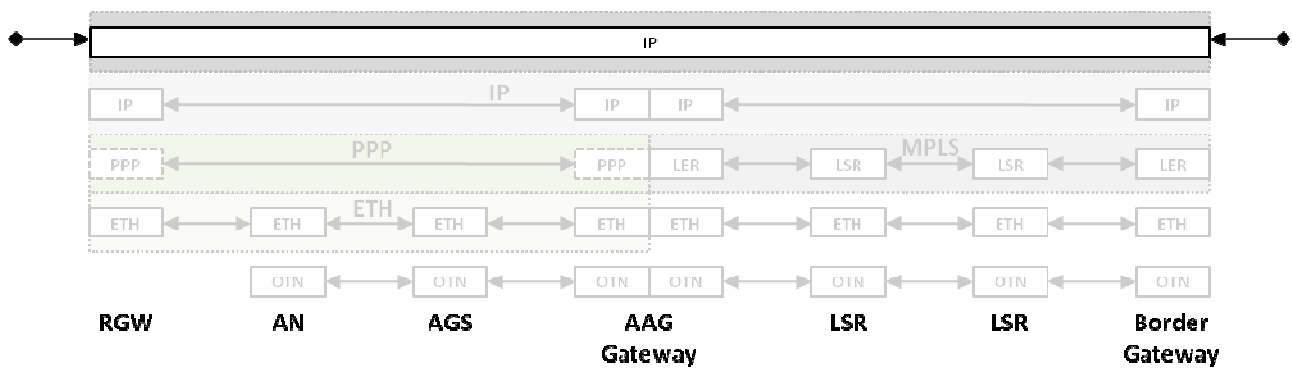 IP
IP
IP IP IP IP
PPP MPLS
PPP PPP LER LSR LSR LER
ETH
ETH ETH ETH ETH ETH ETH ETH ETH
OTN OTN OTN OTN OTN OTN OTN
RGW AN AGS AAG LSR LSR Border
Gateway Gateway